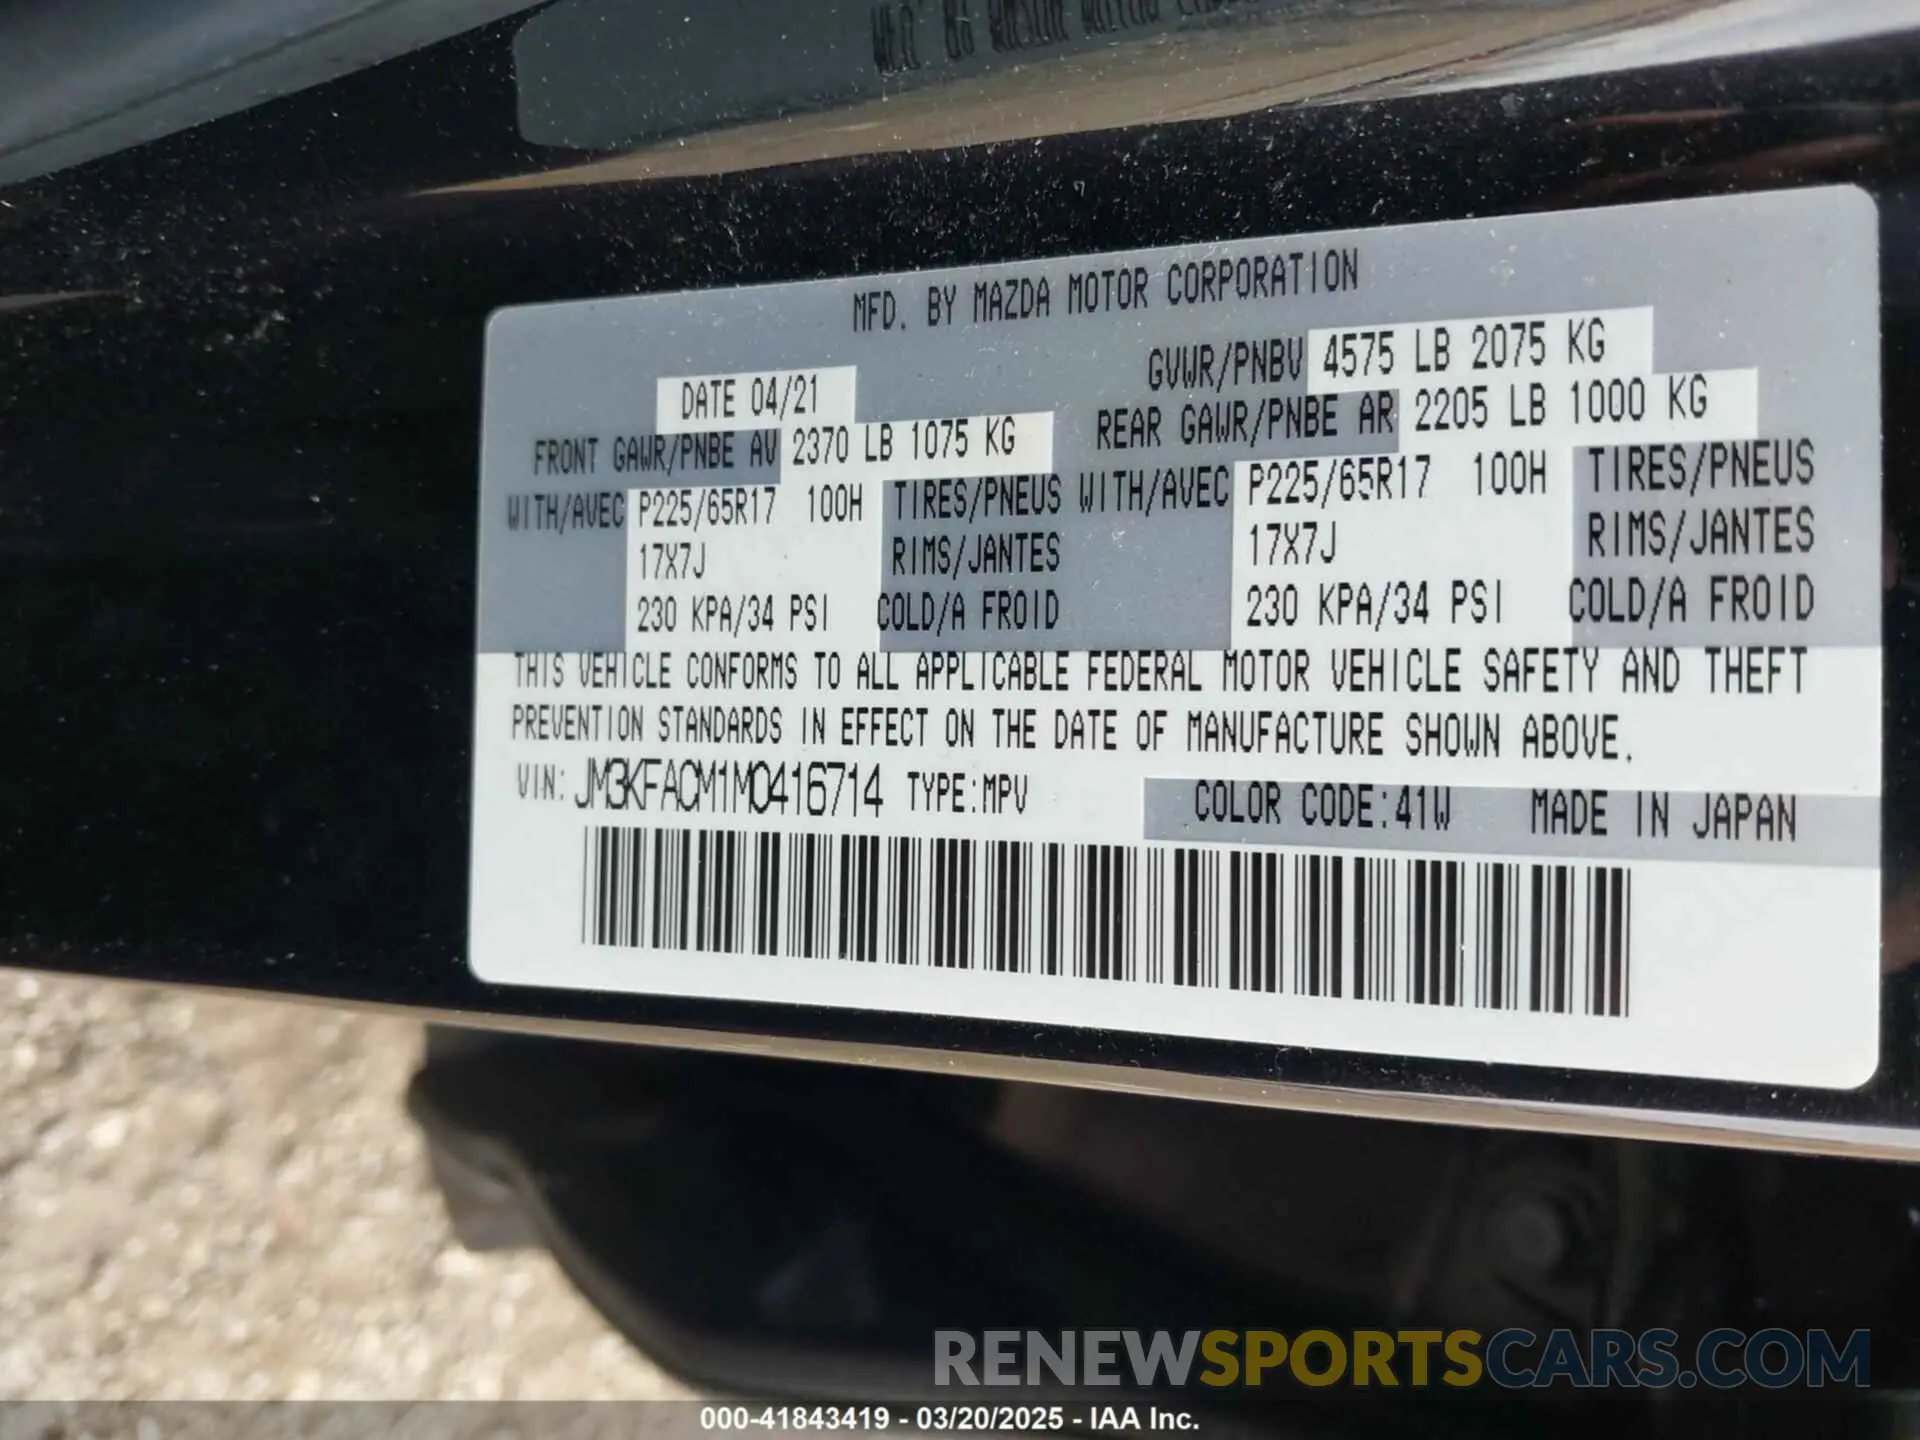 MFD. BY MAZDA MOTOR CORPORATION
GVWR/PNBV 4575 LB 2075 KG
DATE 04/21
REAR GAWR/PNBE AR 2205 LB 1000 KG
FRONT GAWR/PNBE AV 2370 LB 1075 KG
WITH/AVEC P225/65R17 100H TIRES/PNEUS WITH/AVEC P225/65R17 100H TIRES/PNEUS
17X7J RIMS/JANTES 17X7J RIMS/JANTES
230 KPA/34 PSI COLD/A FROID 230 KPA/34 PSI COLD/A FROID
THIS VEHICLE CONFORMS TO ALL APPLICABLE FEDERAL MOTOR VEHICLE SAFETY AND THEFT
PREVENTION STANDARDS IN EFFECT ON THE DATE OF MANUFACTURE SHOWN ABOVE.
VIN: JM3KFACM1M0416714 TYPE:MPV COLOR CODE:41W MADE IN JAPAN
RENEWSPORTSCARS.COM
000-41843419 - 03/20/2025 - IAA Inc.